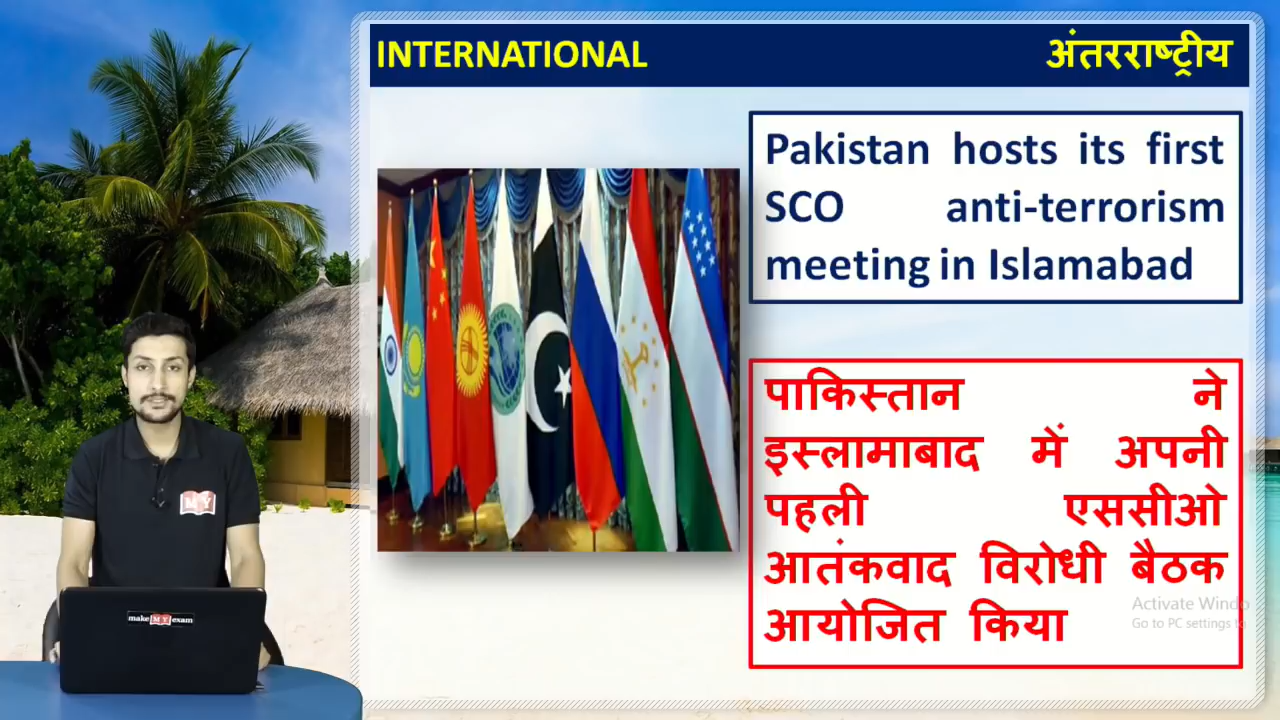 INTERNATIONAL अंतरराष्ट्रीय
Pakistan hosts its first
SCO anti-terrorism
meeting in Islamabad
पाकिस्तान ने
इस्लामाबाद में अपनी
पहली एससीओ
आतंकवाद विरोधी बैठक
आयोजित किया
Activate Windo
Go to PC settings to
MY
make MY exam